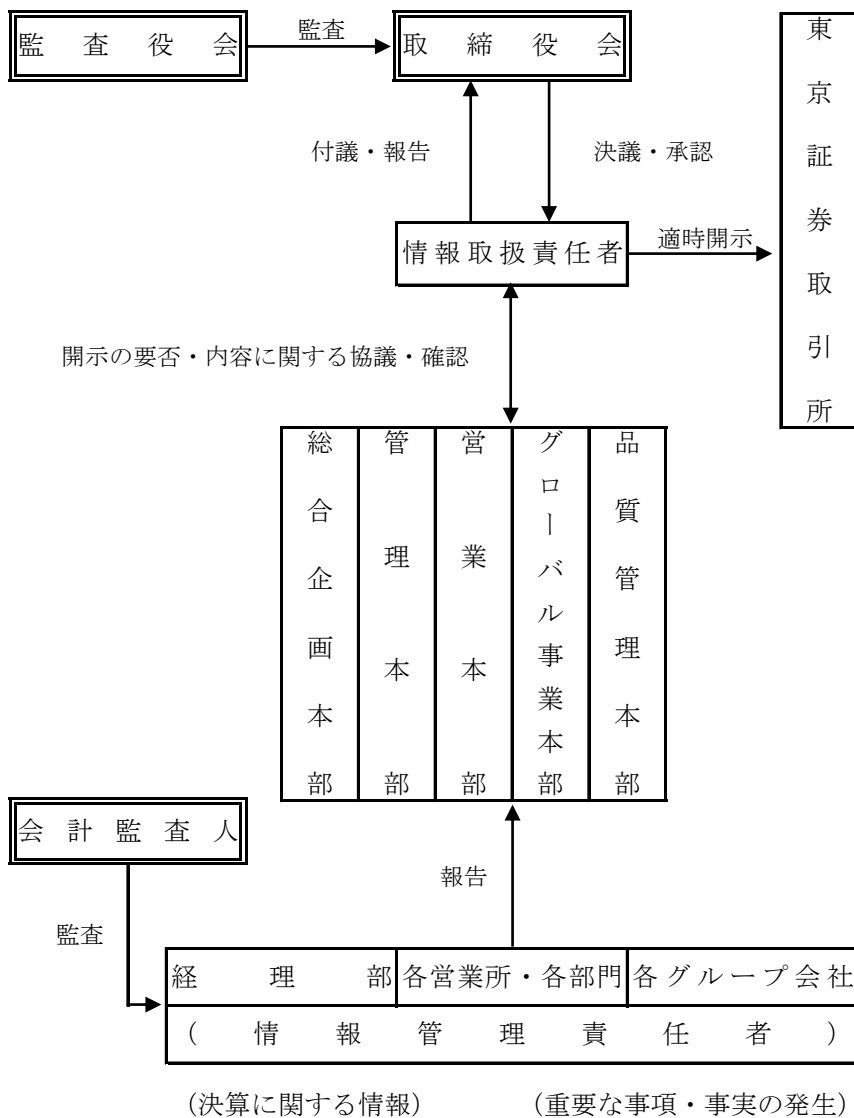 監査役会
監査
取締役会
東京証券取引所
付議・報告
決議・承認
情報取扱責任者
適時開示
開示の要否・内容に関する協議・確認
総合企画本部
管理本部
営業本部
グローバル事業本部
品質管理本部
会計監査人
報告
監査
経理部
各営業所・各部門
各グループ会社
(情報管理責任者)
(決算に関する情報)
(重要な事項・事実の発生)